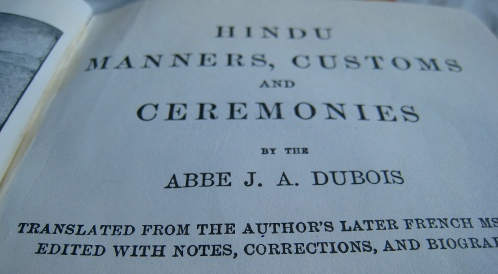 HINDU
MANNERS, CUSTOMS
AND
CEREMONIES
BY THE
ABBE J. A. DUBOIS
TRANSLATED FROM THE AUTHOR'S LATER FRENCH MS
EDITED WITH NOTES, CORRECTIONS, AND BIOGRA